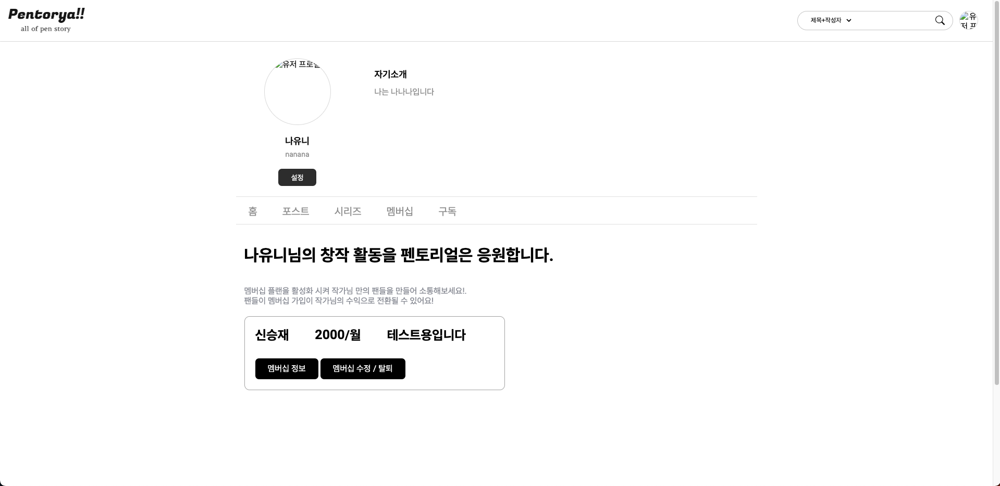 Pentorya!!
all of pen story
제목+작성자
유
저 프
유저 프로필
자기소개
나는 나나나입니다
나유니
nanana
설정
홈 포스트 시리즈 멤버십 구독
나유니님의 창작 활동을 펜토리얼은 응원합니다.
멤버십 플랜을 활성화 시켜 작가님 만의 팬들을 만들어 소통해보세요!.
팬들이 멤버십 가입이 작가님의 수익으로 전환될 수 있어요!
신승재 2000/월 테스트용입니다
멤버십 정보 멤버십 수정 / 탈퇴